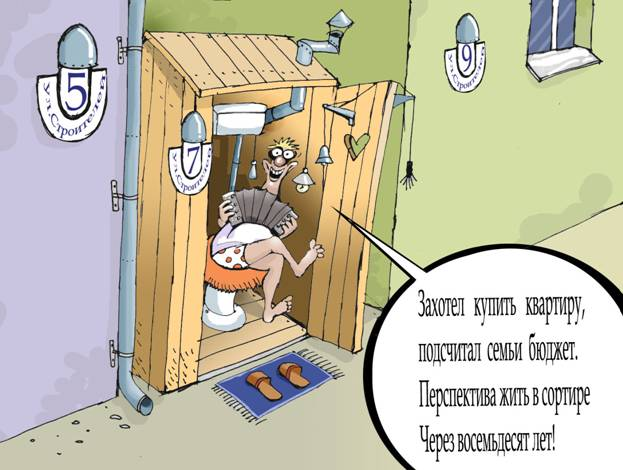 5
ул.Строителей
7
ул.Строителей
9
ул.Строителей
Захотел купить квартиру,
подсчитал семьи бюджет.
Перспектива жить в сортире
Через восемьдесят лет!